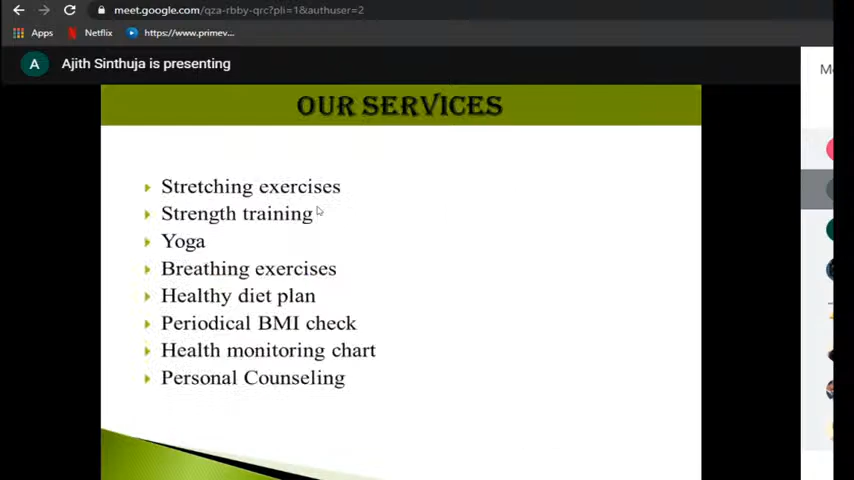 meet.google.com/qza-rbby-qrc?pli=1&authuser=2
Apps Netflix https://www.primev...
A Ajith Sinthuja is presenting
OUR SERVICES
Stretching exercises
Strength training
Yoga
Breathing exercises
Healthy diet plan
Periodical BMI check
Health monitoring chart
Personal Counseling